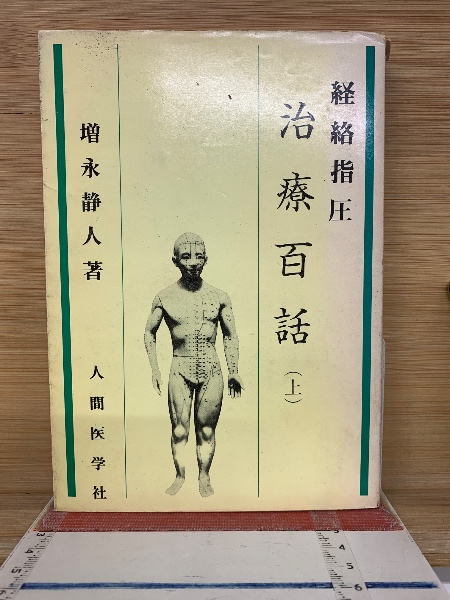 経絡指圧
治療百話(上)
増永静人著
人間医学社